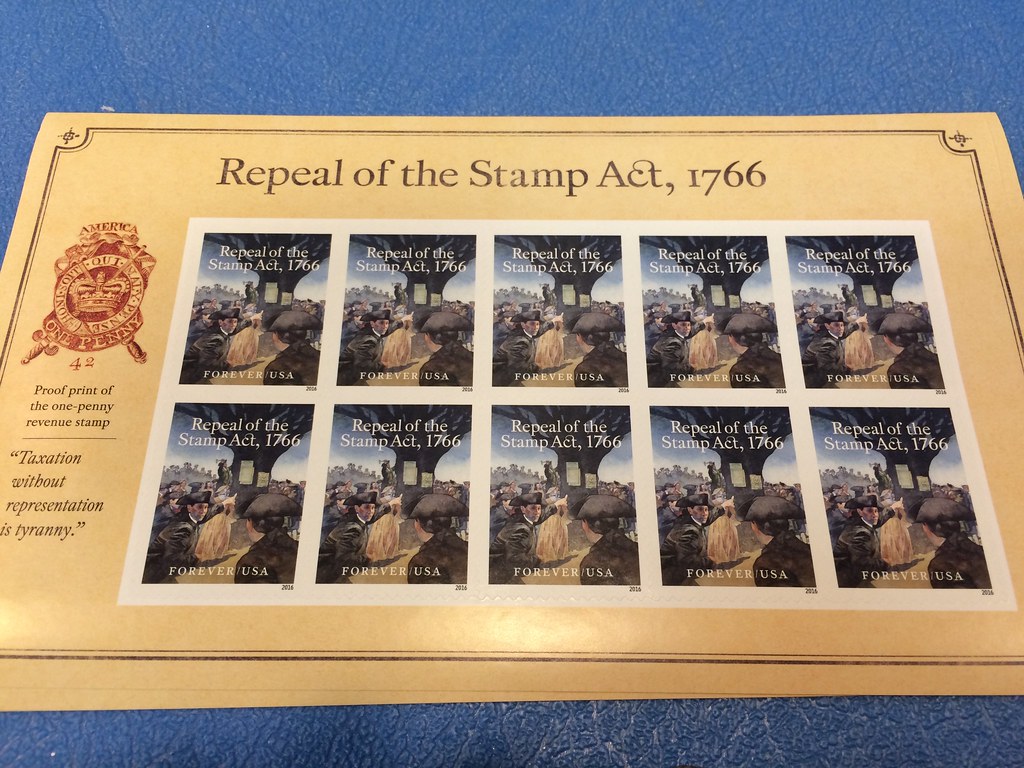 Repeal of the Stamp Act, 1766
AMERICA
HONI SOIT QUI MAL Y PENSE
ONE PENNY
42
Proof print of
the one-penny
revenue stamp
“Taxation
without
representation
is tyranny.”
Repeal of the
Stamp Act, 1766
FOREVER/USA
2016
Repeal of the
Stamp Act, 1766
FOREVER/USA
2016
Repeal of the
Stamp Act, 1766
FOREVER/USA
2016
Repeal of the
Stamp Act, 1766
FOREVER/USA
2016
Repeal of the
Stamp Act, 1766
FOREVER/USA
2016
Repeal of the
Stamp Act, 1766
FOREVER/USA
2016
Repeal of the
Stamp Act, 1766
FOREVER/USA
2016
Repeal of the
Stamp Act, 1766
FOREVER/USA
2016
Repeal of the
Stamp Act, 1766
FOREVER/USA
2016
Repeal of the
Stamp Act, 1766
FOREVER/USA
2016